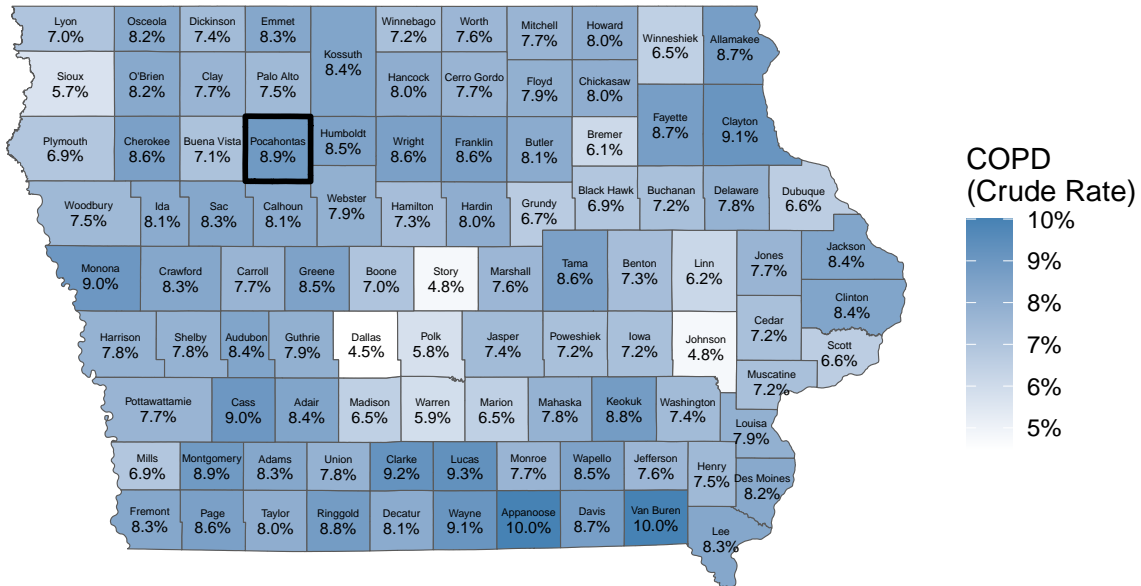 Lyon
7.0%
Osceola
8.2%
Dickinson
7.4%
Emmet
8.3%
Kossuth
8.4%
Winnebago
7.2%
Worth
7.6%
Mitchell
7.7%
Howard
8.0%
Winneshiek
6.5%
Allamakee
8.7%
Sioux
5.7%
O'Brien
8.2%
Clay
7.7%
Palo Alto
7.5%
Hancock
8.0%
Cerro Gordo
7.7%
Floyd
7.9%
Chickasaw
8.0%
Fayette
8.7%
Clayton
9.1%
Plymouth
6.9%
Cherokee
8.6%
Buena Vista
7.1%
Pocahontas
8.9%
Humboldt
8.5%
Wright
8.6%
Franklin
8.6%
Butler
8.1%
Bremer
6.1%
Woodbury
7.5%
Ida
8.1%
Sac
8.3%
Calhoun
8.1%
Webster
7.9%
Hamilton
7.3%
Hardin
8.0%
Grundy
6.7%
Black Hawk
6.9%
Buchanan
7.2%
Delaware
7.8%
Dubuque
6.6%
Monona
9.0%
Crawford
8.3%
Carroll
7.7%
Greene
8.5%
Boone
7.0%
Story
4.8%
Marshall
7.6%
Tama
8.6%
Benton
7.3%
Linn
6.2%
Jones
7.7%
Jackson
8.4%
Clinton
8.4%
Harrison
7.8%
Shelby
7.8%
Audubon
8.4%
Guthrie
7.9%
Dallas
4.5%
Polk
5.8%
Jasper
7.4%
Poweshiek
7.2%
Iowa
7.2%
Johnson
4.8%
Cedar
7.2%
Scott
6.6%
Muscatine
7.2%
Pottawattamie
7.7%
Cass
9.0%
Adair
8.4%
Madison
6.5%
Warren
5.9%
Marion
6.5%
Mahaska
7.8%
Keokuk
8.8%
Washington
7.4%
Louisa
7.9%
Mills
6.9%
Montgomery
8.9%
Adams
8.3%
Union
7.8%
Clarke
9.2%
Lucas
9.3%
Monroe
7.7%
Wapello
8.5%
Jefferson
7.6%
Henry
7.5%
Des Moines
8.2%
Fremont
8.3%
Page
8.6%
Taylor
8.0%
Ringgold
8.8%
Decatur
8.1%
Wayne
9.1%
Appanoose
10.0%
Davis
8.7%
Van Buren
10.0%
Lee
8.3%
COPD
(Crude Rate)
10%
9%
8%
7%
6%
5%